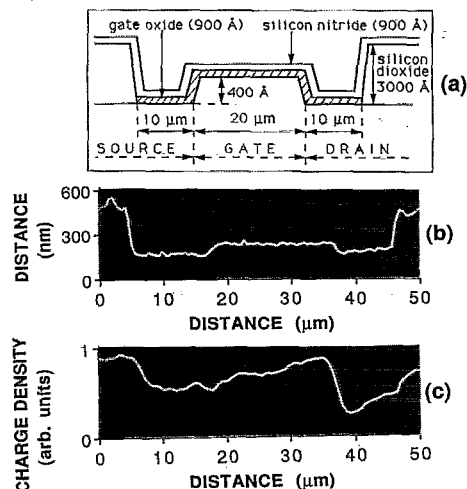 gate oxide (900 Å)
silicon nitride (900 Å)
silicon
dioxide
3000 Å
(a)
400 Å
10 µm
20 µm
10 µm
SOURCE
GATE
DRAIN
DISTANCE
(nm)
600
300
0
(b)
0
10
20
30
40
50
DISTANCE (µm)
CHARGE DENSITY
(arb. units)
1
0
(c)
0
10
20
30
40
50
DISTANCE (µm)